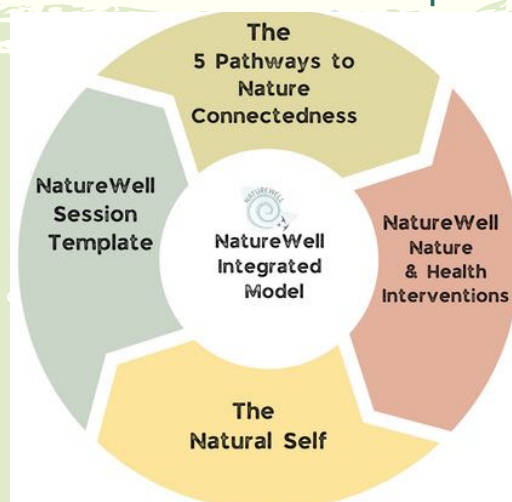 The
5 Pathways to
Nature
Connectedness
NatureWell
Session
Template
NATUREWELL
NatureWell
Integrated
Model
NatureWell
Nature
& Health
Interventions
The
Natural Self